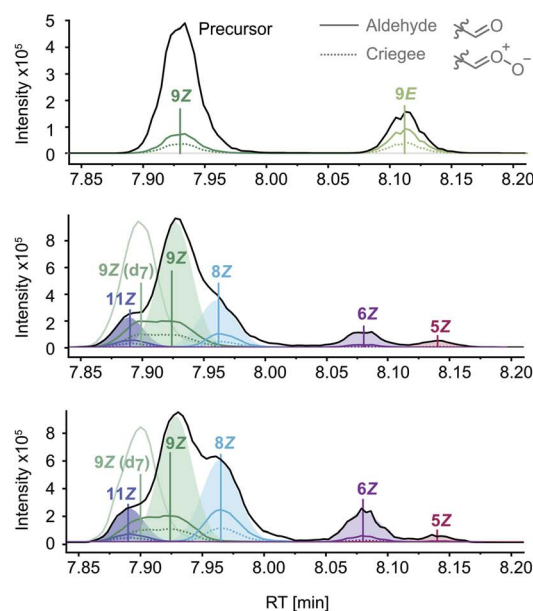 Precursor
Aldehyde
O
Criegee
O+
O−
Intensity x10⁵
5
4
3
2
1
0
9Z
9E
7.85 7.90 7.95 8.00 8.05 8.10 8.15 8.20
Intensity x10⁵
8
6
4
2
0
9Z (d7)
11Z
9Z
8Z
6Z
5Z
7.85 7.90 7.95 8.00 8.05 8.10 8.15 8.20
Intensity x10⁵
8
6
4
2
0
9Z (d7)
11Z
9Z
8Z
6Z
5Z
7.85 7.90 7.95 8.00 8.05 8.10 8.15 8.20
RT [min]